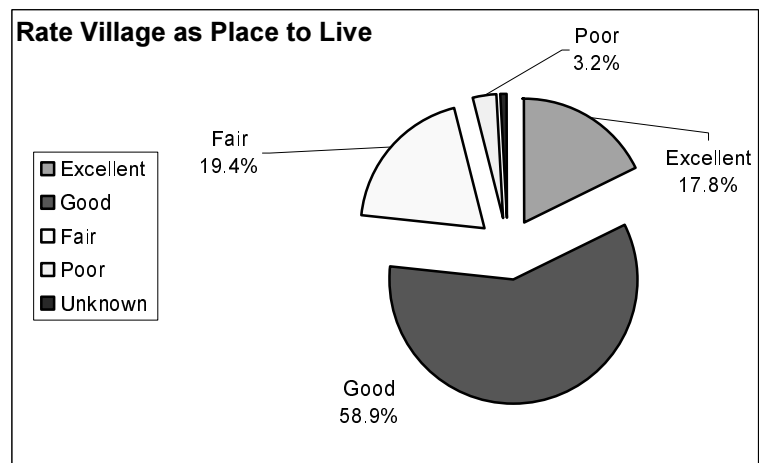 Rate Village as Place to Live
Poor
3.2%
Fair
19.4%
Excellent
17.8%
Excellent
Good
Fair
Poor
Unknown
Good
58.9%